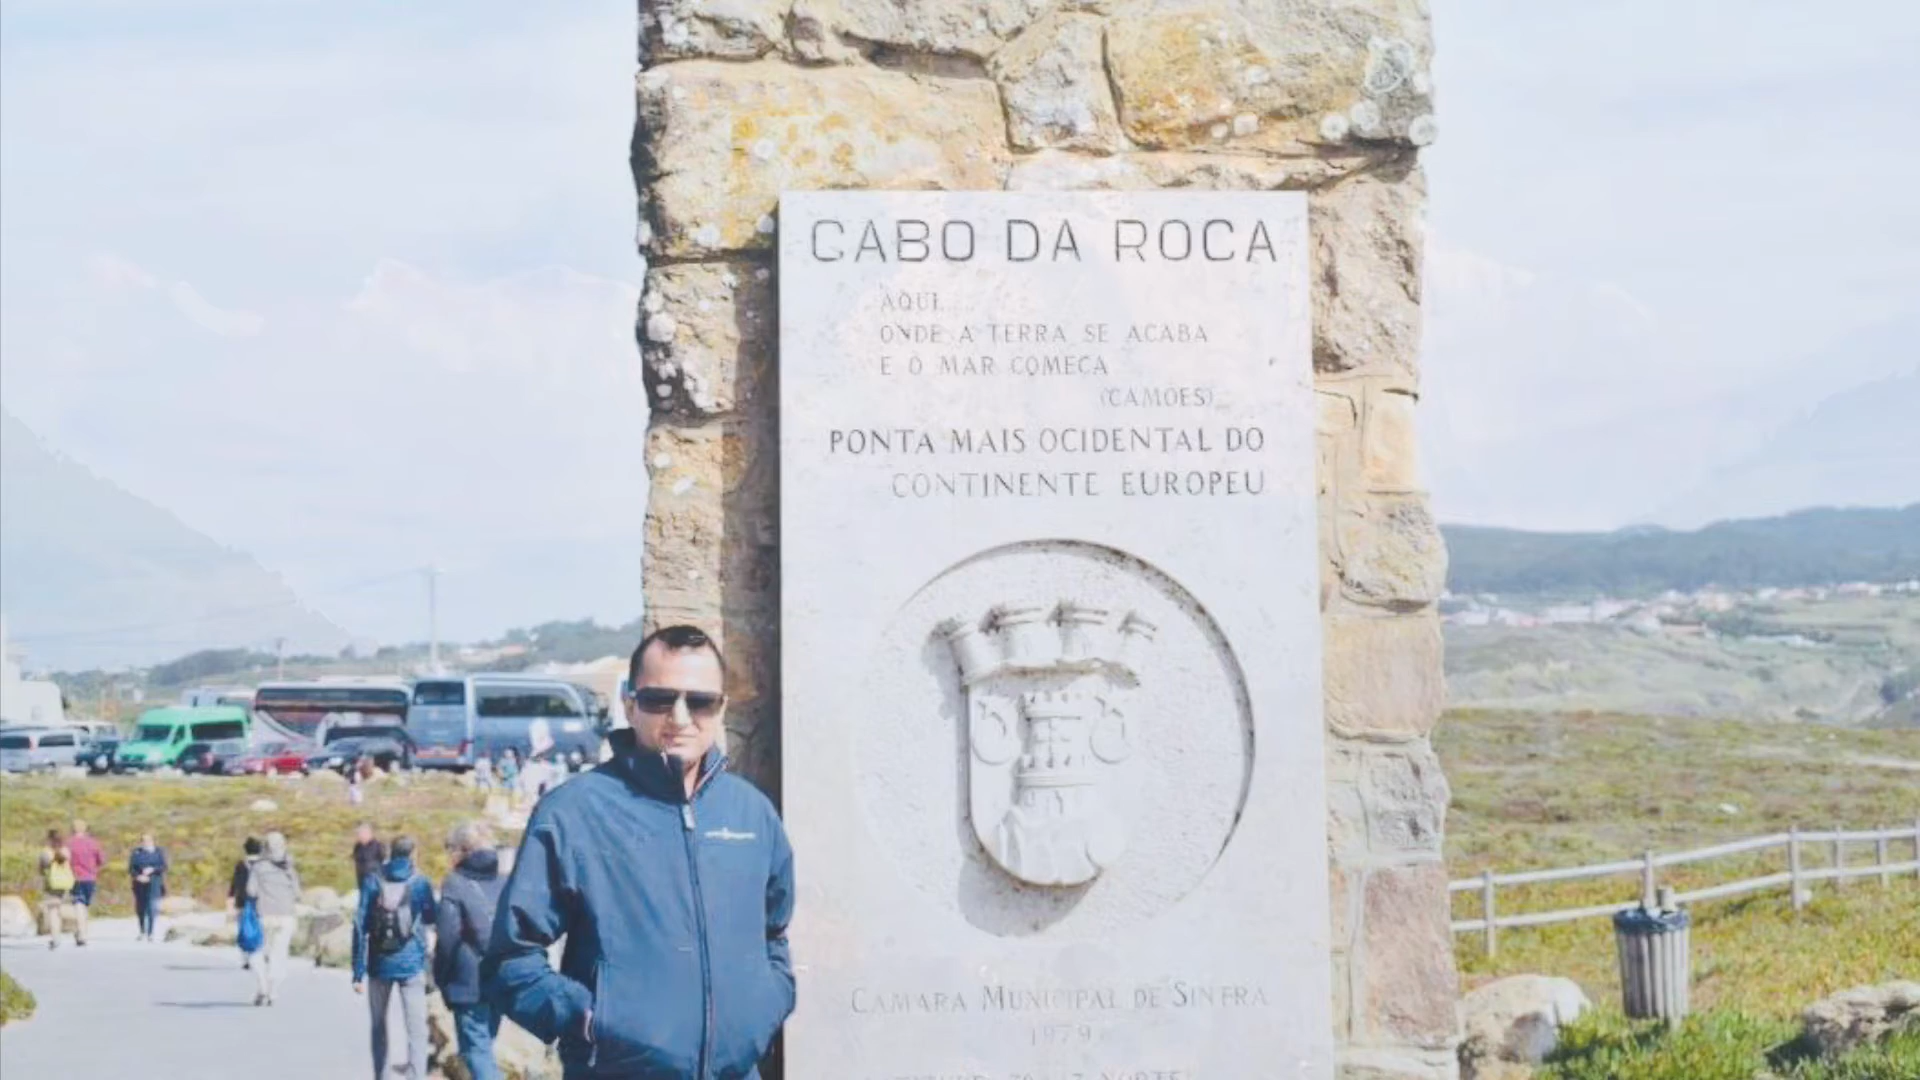 CABO DA ROCA
AQUI...
ONDE A TERRA SE ACABA
E O MAR COMEÇA
(CAMÕES)
PONTA MAIS OCIDENTAL DO
CONTINENTE EUROPEU
CÂMARA MUNICIPAL DE SINTRA
1979